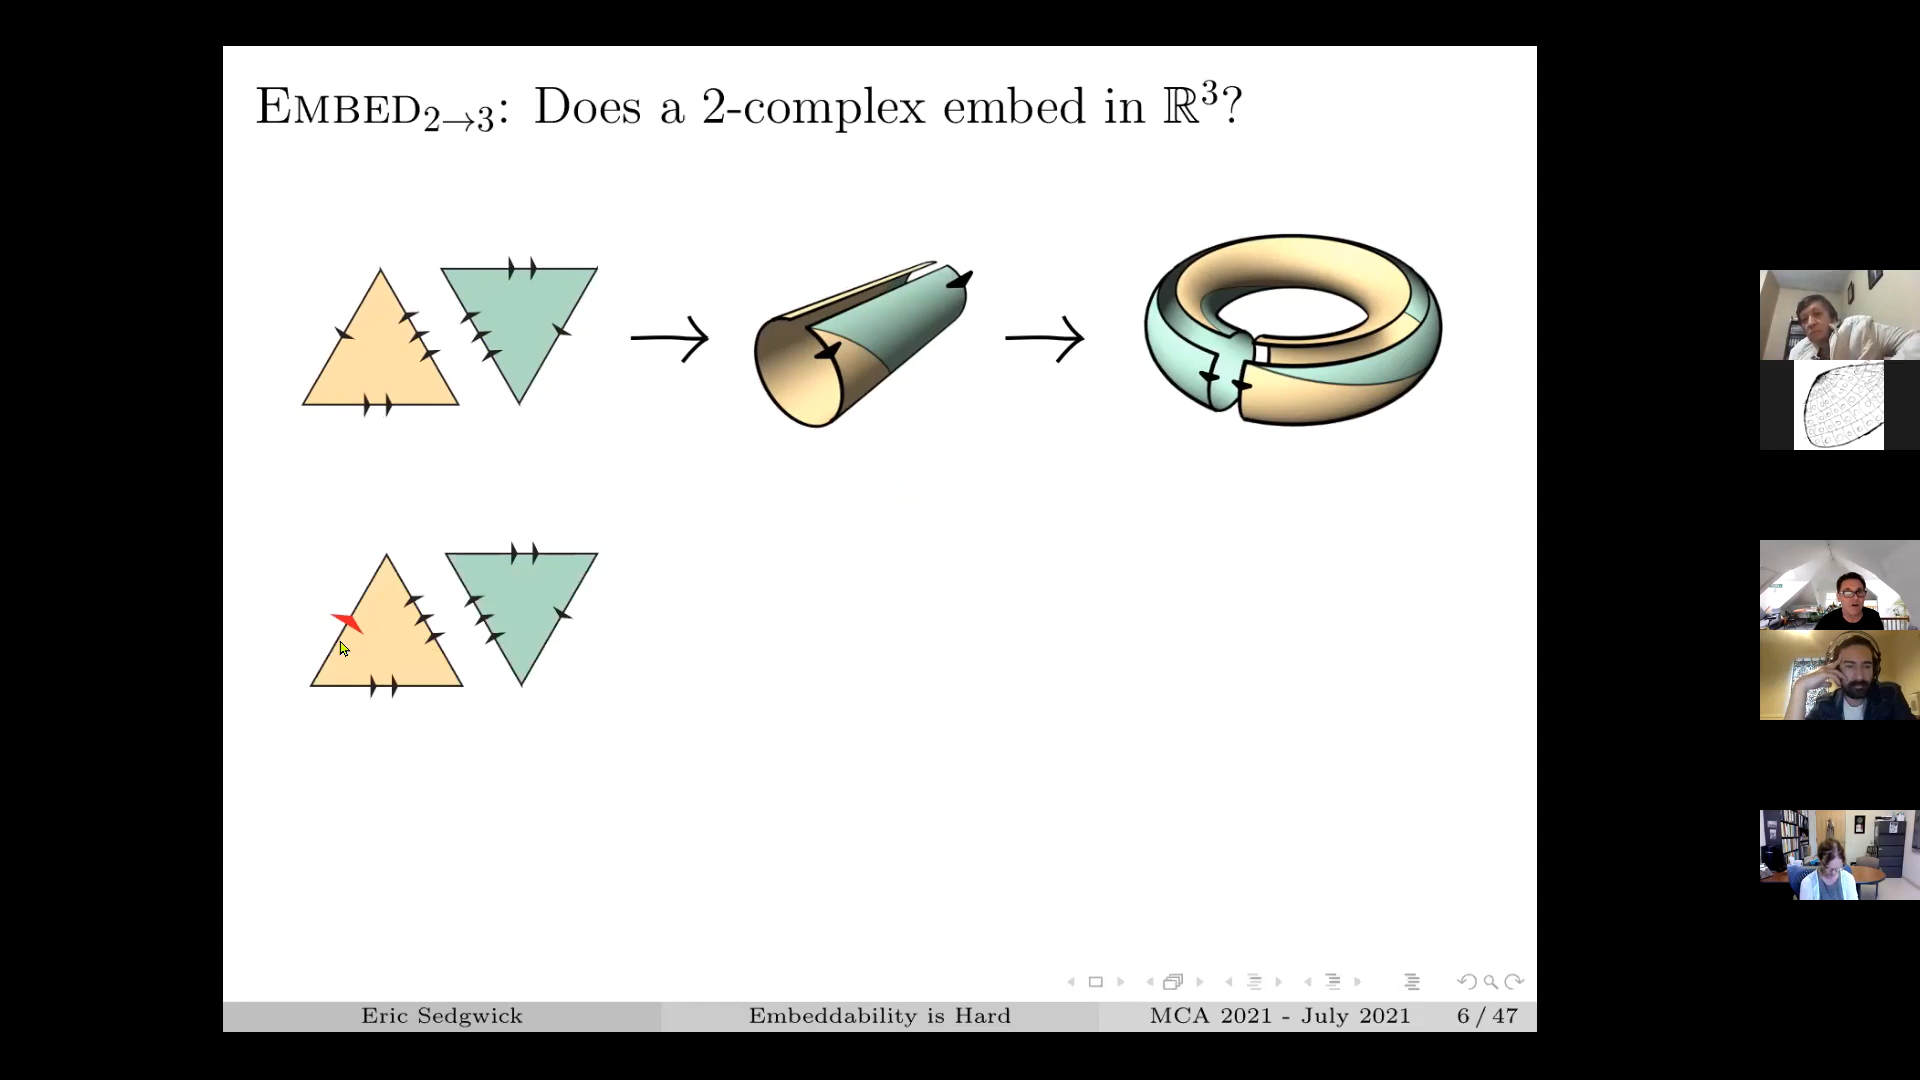 EMBED₂→₃: Does a 2-complex embed in ℝ³?
Eric Sedgwick
Embeddability is Hard
MCA 2021 - July 2021
6 / 47